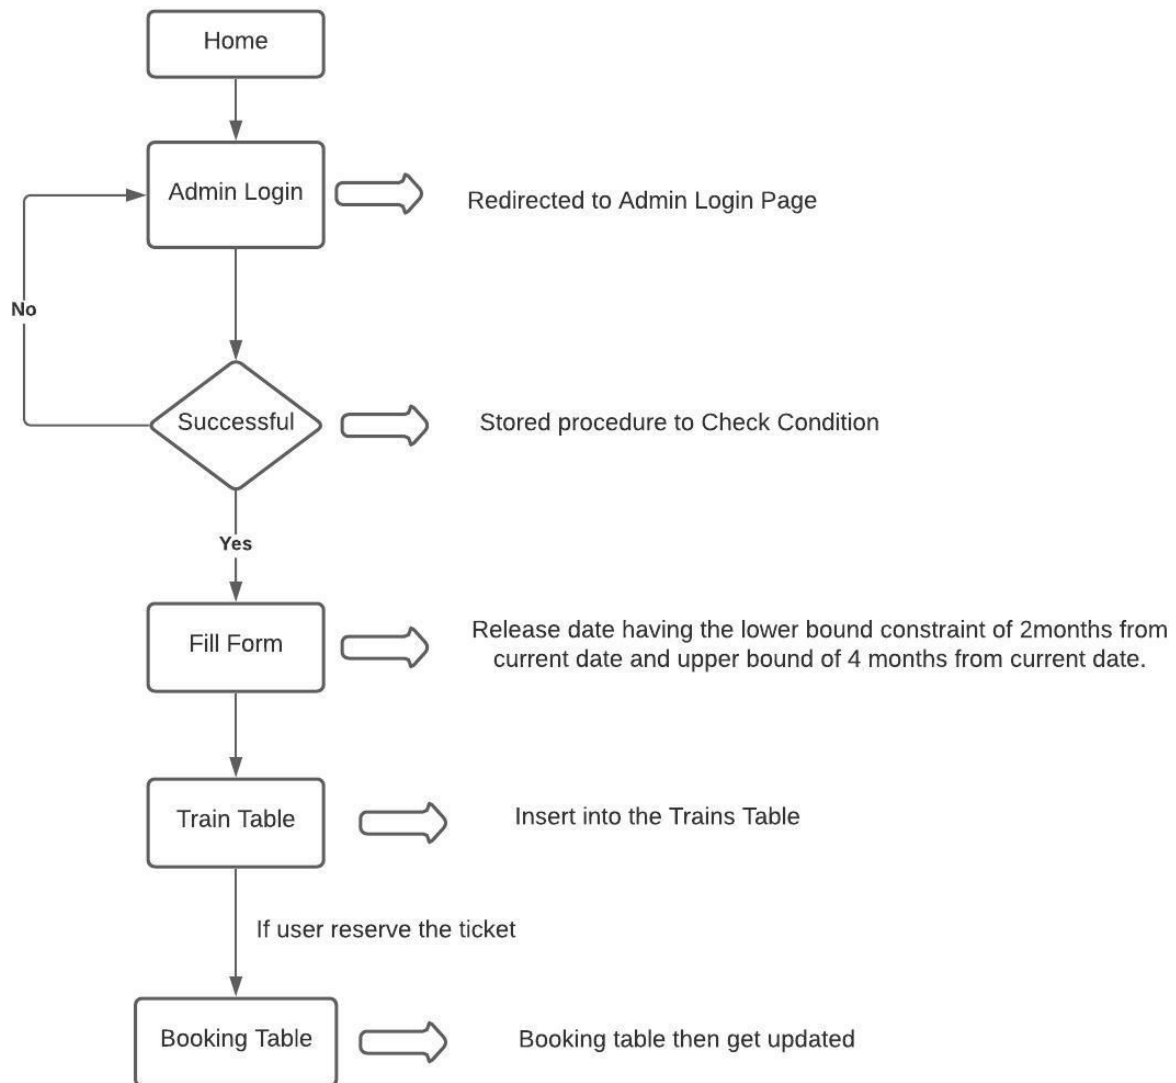 Home
Admin Login
Redirected to Admin Login Page
No
Successful
Stored procedure to Check Condition
Yes
Fill Form
Release date having the lower bound constraint of 2months from
current date and upper bound of 4 months from current date.
Train Table
Insert into the Trains Table
If user reserve the ticket
Booking Table
Booking table then get updated